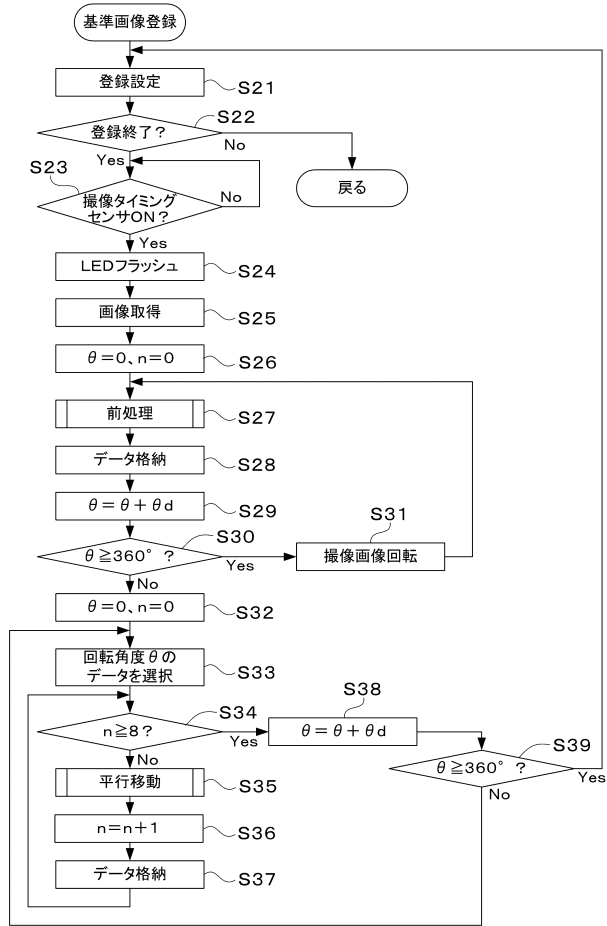 基準画像登録
登録設定
S21
登録終了？
S22
No
Yes
S23
撮像タイミング
センサON？
No
戻る
Yes
LEDフラッシュ
S24
画像取得
S25
θ＝0、n＝0
S26
前処理
S27
データ格納
S28
θ＝θ＋θd
S29
θ≧360°？
S30
Yes
撮像画像回転
S31
No
θ＝0、n＝0
S32
回転角度θの
データを選択
S33
n≧8？
S34
Yes
θ＝θ＋θd
S38
θ≧360°？
S39
Yes
No
No
平行移動
S35
n＝n＋1
S36
データ格納
S37